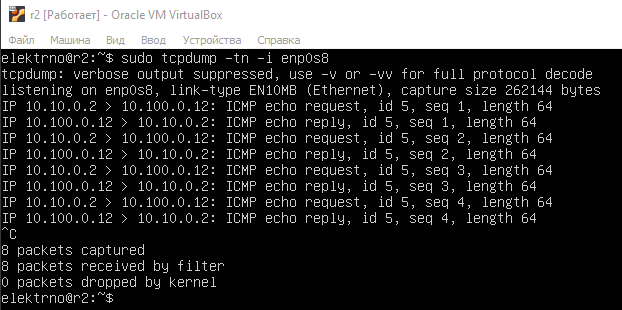 r2 [Работает] - Oracle VM VirtualBox
Файл Машина Вид Ввод Устройства Справка
elektrno@r2:~$ sudo tcpdump -tn -i enp0s8
tcpdump: verbose output suppressed, use -v or -vv for full protocol decode
listening on enp0s8, link-type EN10MB (Ethernet), capture size 262144 bytes
IP 10.10.0.2 > 10.100.0.12: ICMP echo request, id 5, seq 1, length 64
IP 10.100.0.12 > 10.10.0.2: ICMP echo reply, id 5, seq 1, length 64
IP 10.10.0.2 > 10.100.0.12: ICMP echo request, id 5, seq 2, length 64
IP 10.100.0.12 > 10.10.0.2: ICMP echo reply, id 5, seq 2, length 64
IP 10.10.0.2 > 10.100.0.12: ICMP echo request, id 5, seq 3, length 64
IP 10.100.0.12 > 10.10.0.2: ICMP echo reply, id 5, seq 3, length 64
IP 10.10.0.2 > 10.100.0.12: ICMP echo request, id 5, seq 4, length 64
IP 10.100.0.12 > 10.10.0.2: ICMP echo reply, id 5, seq 4, length 64
^C
8 packets captured
8 packets received by filter
0 packets dropped by kernel
elektrno@r2:~$